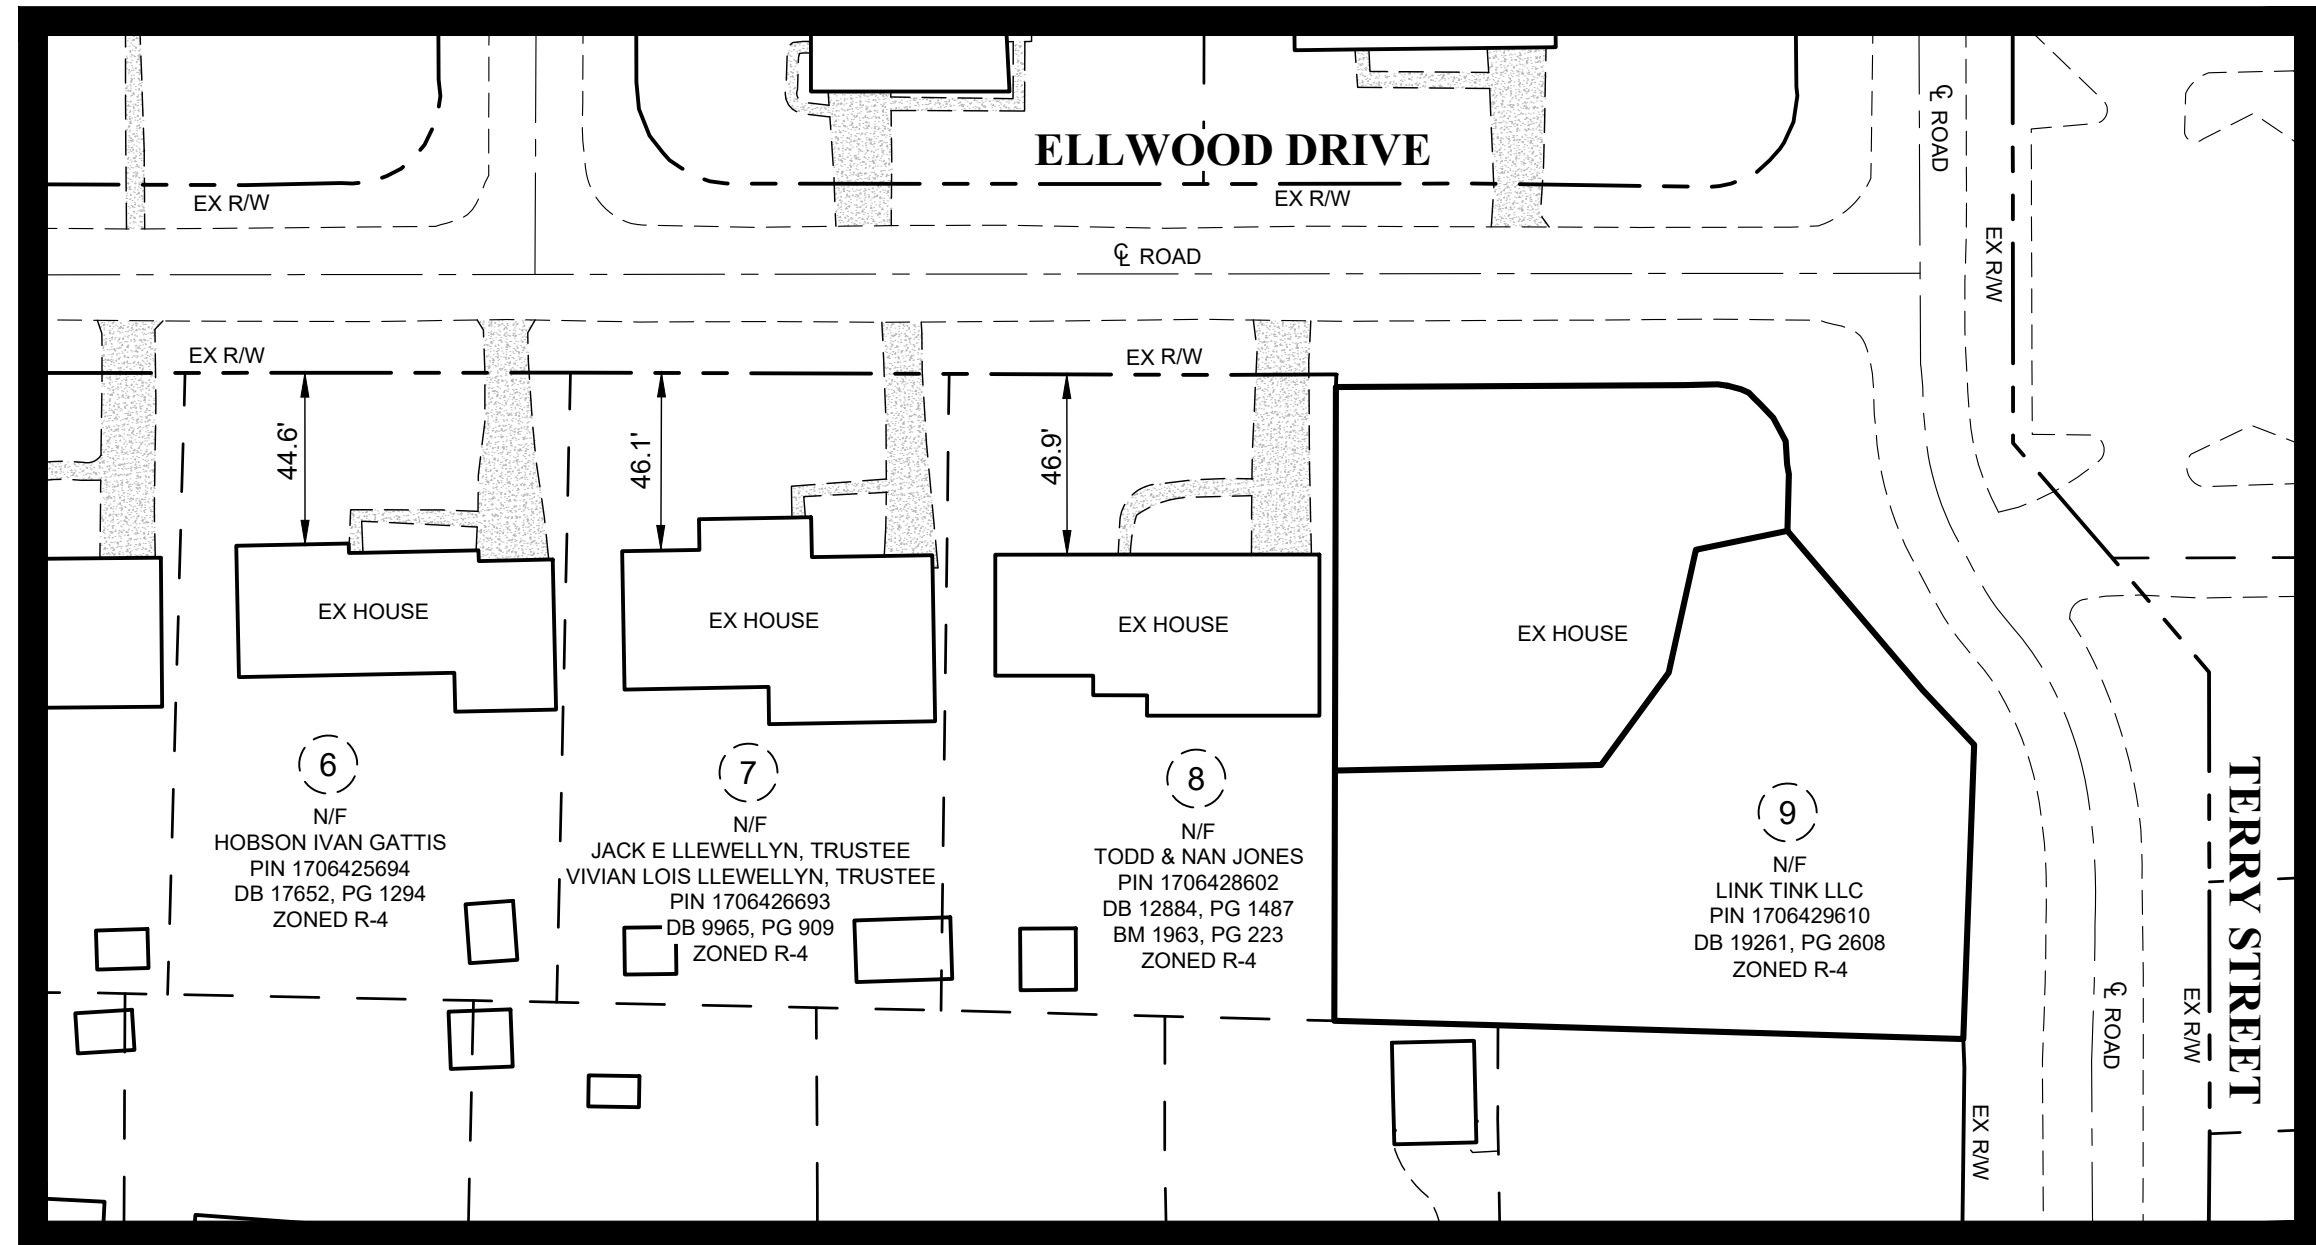 ELLWOOD DRIVE
EX R/W
EX R/W
℄ ROAD
℄ ROAD
EX R/W
EX R/W
EX R/W
44.6'
46.1'
46.9'
EX HOUSE
EX HOUSE
EX HOUSE
EX HOUSE
6
N/F
HOBSON IVAN GATTIS
PIN 1706425694
DB 17652, PG 1294
ZONED R-4
7
N/F
JACK E LLEWELLYN, TRUSTEE
VIVIAN LOIS LLEWELLYN, TRUSTEE
PIN 1706426693
DB 9965, PG 909
ZONED R-4
8
N/F
TODD & NAN JONES
PIN 1706428602
DB 12884, PG 1487
BM 1963, PG 223
ZONED R-4
9
N/F
LINK TINK LLC
PIN 1706429610
DB 19261, PG 2608
ZONED R-4
TERRY STREET
℄ ROAD
EX R/W
EX R/W